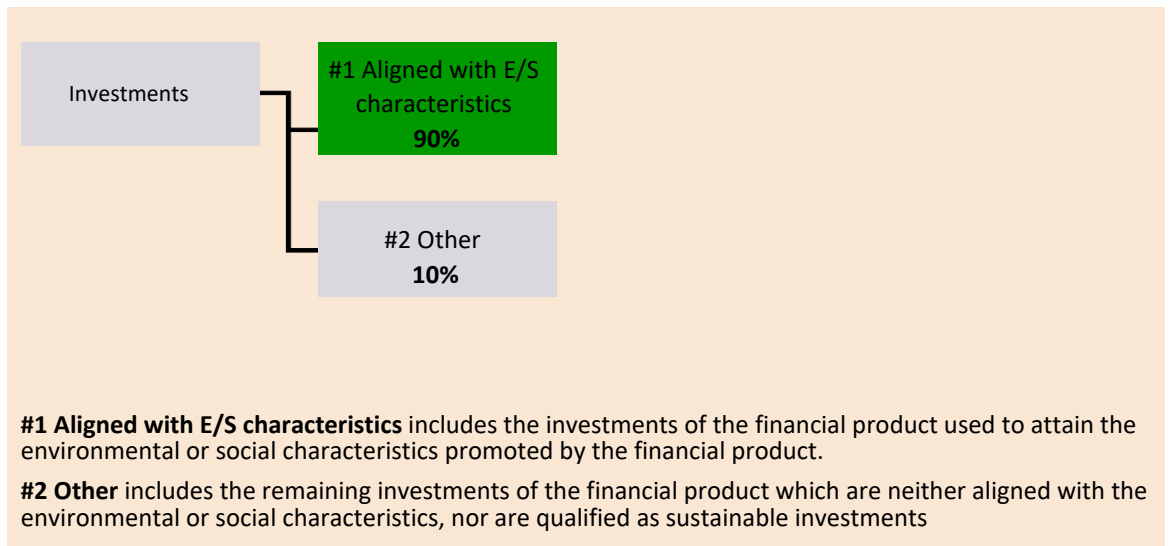 Investments
#1 Aligned with E/S
characteristics
90%
#2 Other
10%
#1 Aligned with E/S characteristics includes the investments of the financial product used to attain the
environmental or social characteristics promoted by the financial product.
#2 Other includes the remaining investments of the financial product which are neither aligned with the
environmental or social characteristics, nor are qualified as sustainable investments